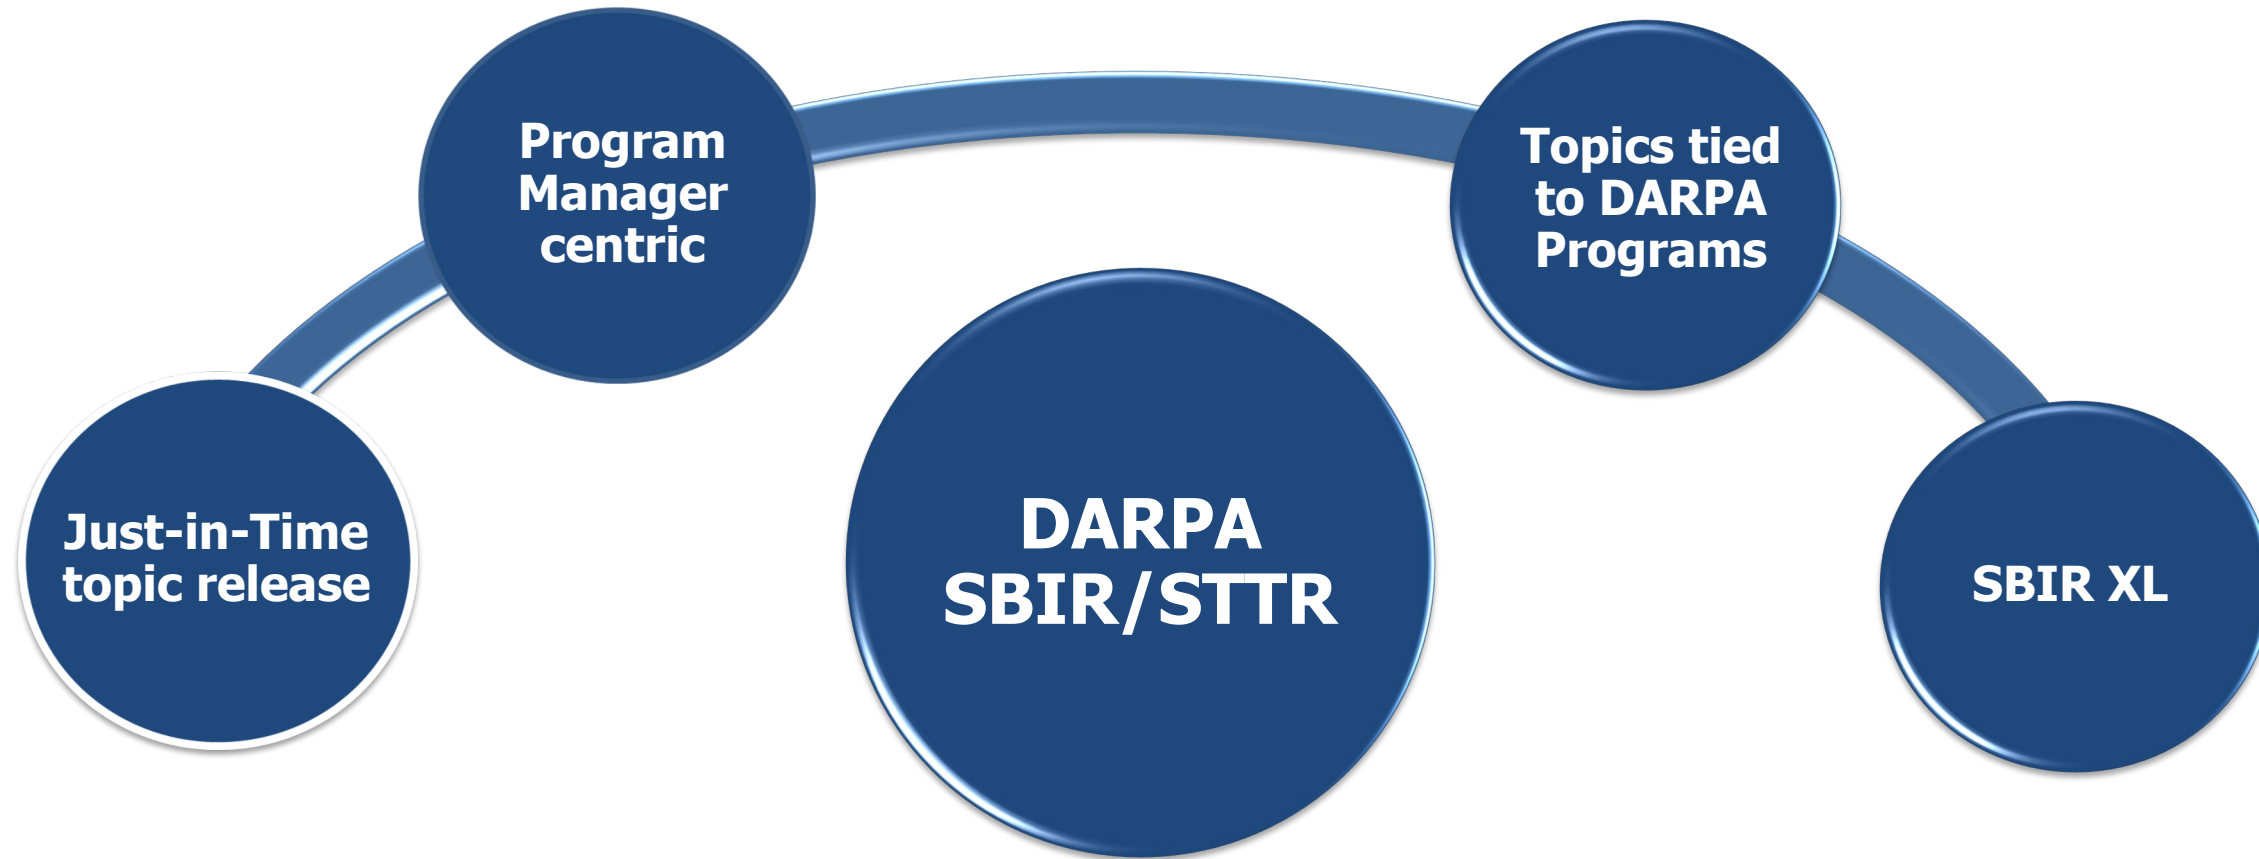 Program
Manager
centric
Topics tied
to DARPA
Programs
Just-in-Time
topic release
DARPA
SBIR/STTR
SBIR XL